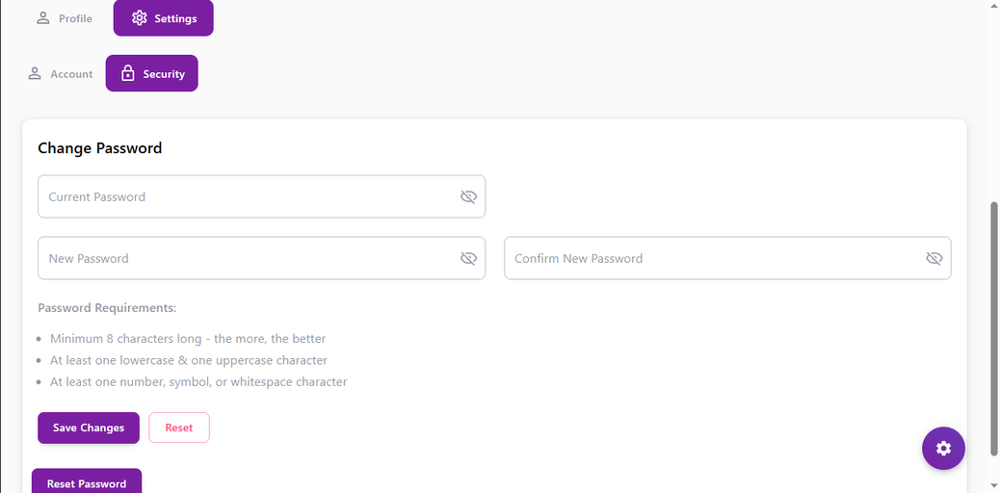 Profile Settings
Account Security
Change Password
Current Password
New Password Confirm New Password
Password Requirements:
Minimum 8 characters long - the more, the better
At least one lowercase & one uppercase character
At least one number, symbol, or whitespace character
Save Changes Reset
Reset Password